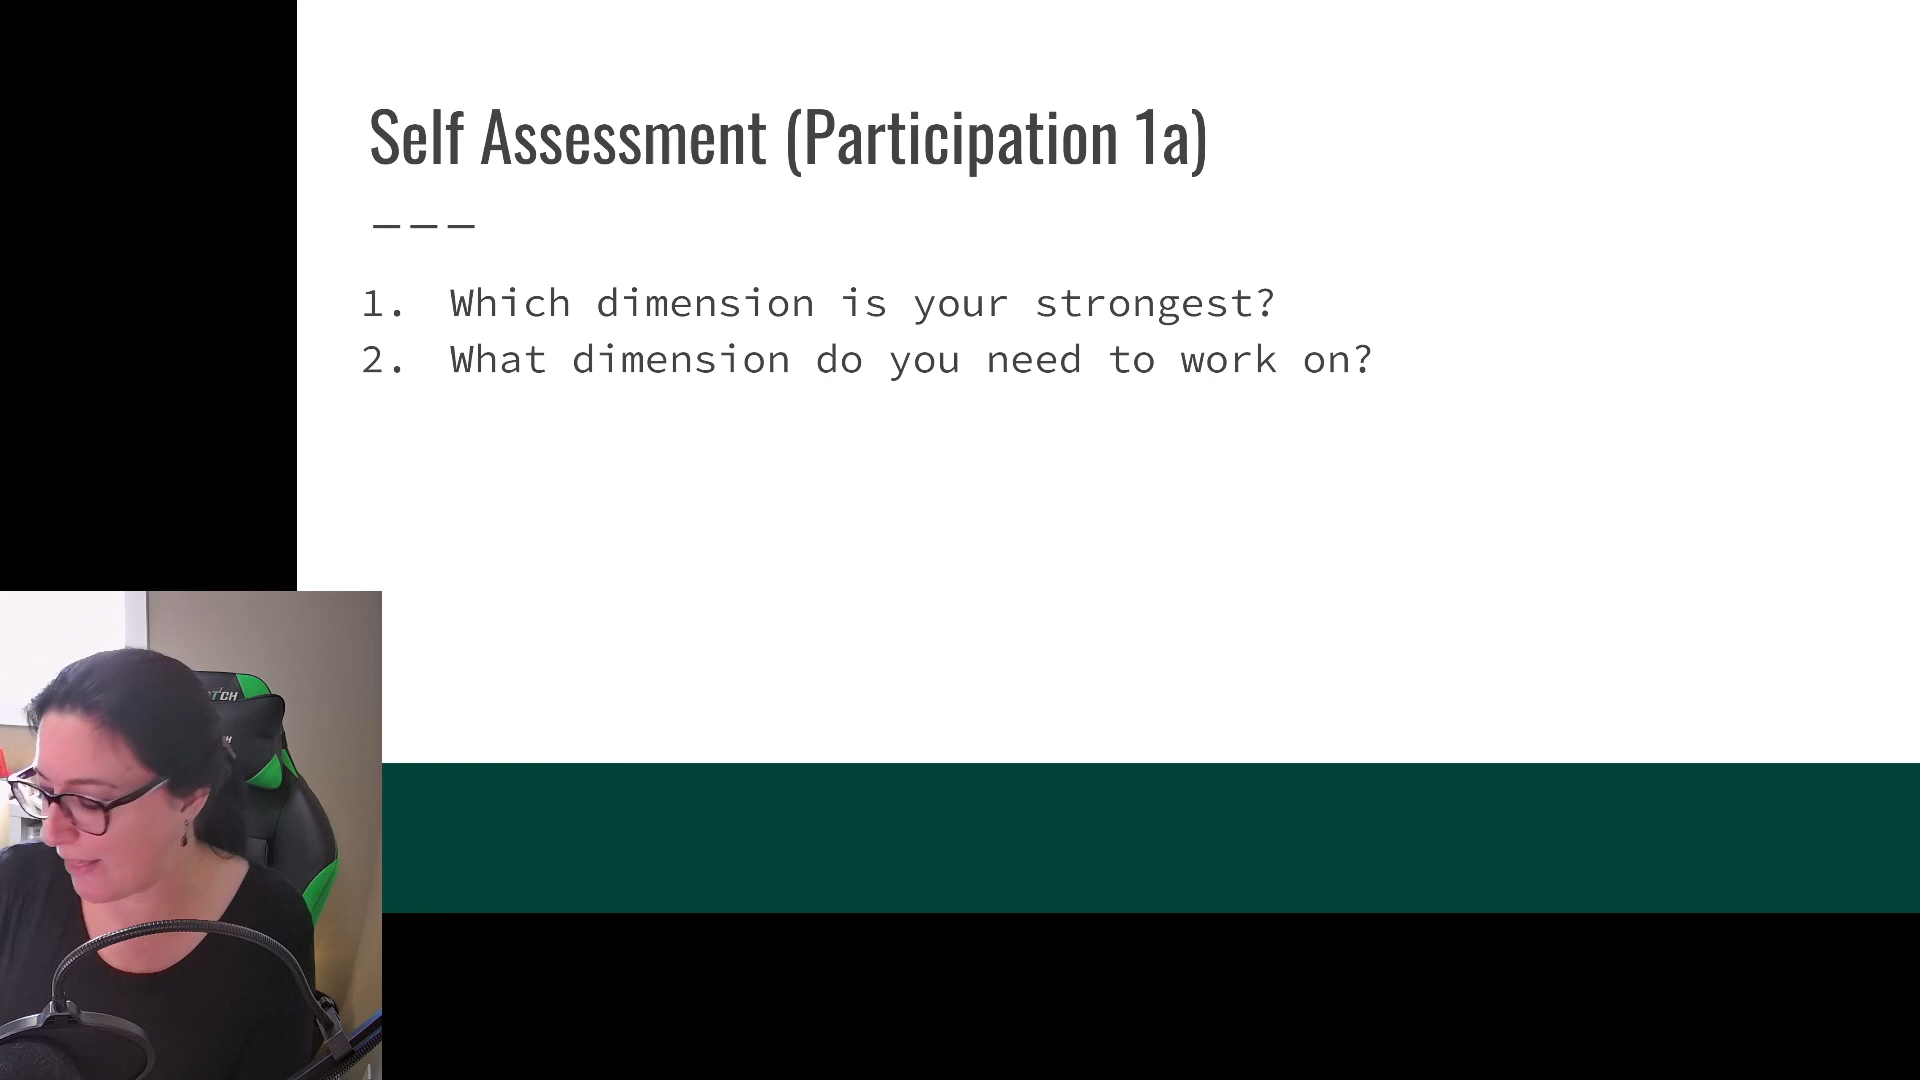 Self Assessment (Participation 1a)
1. Which dimension is your strongest?
2. What dimension do you need to work on?